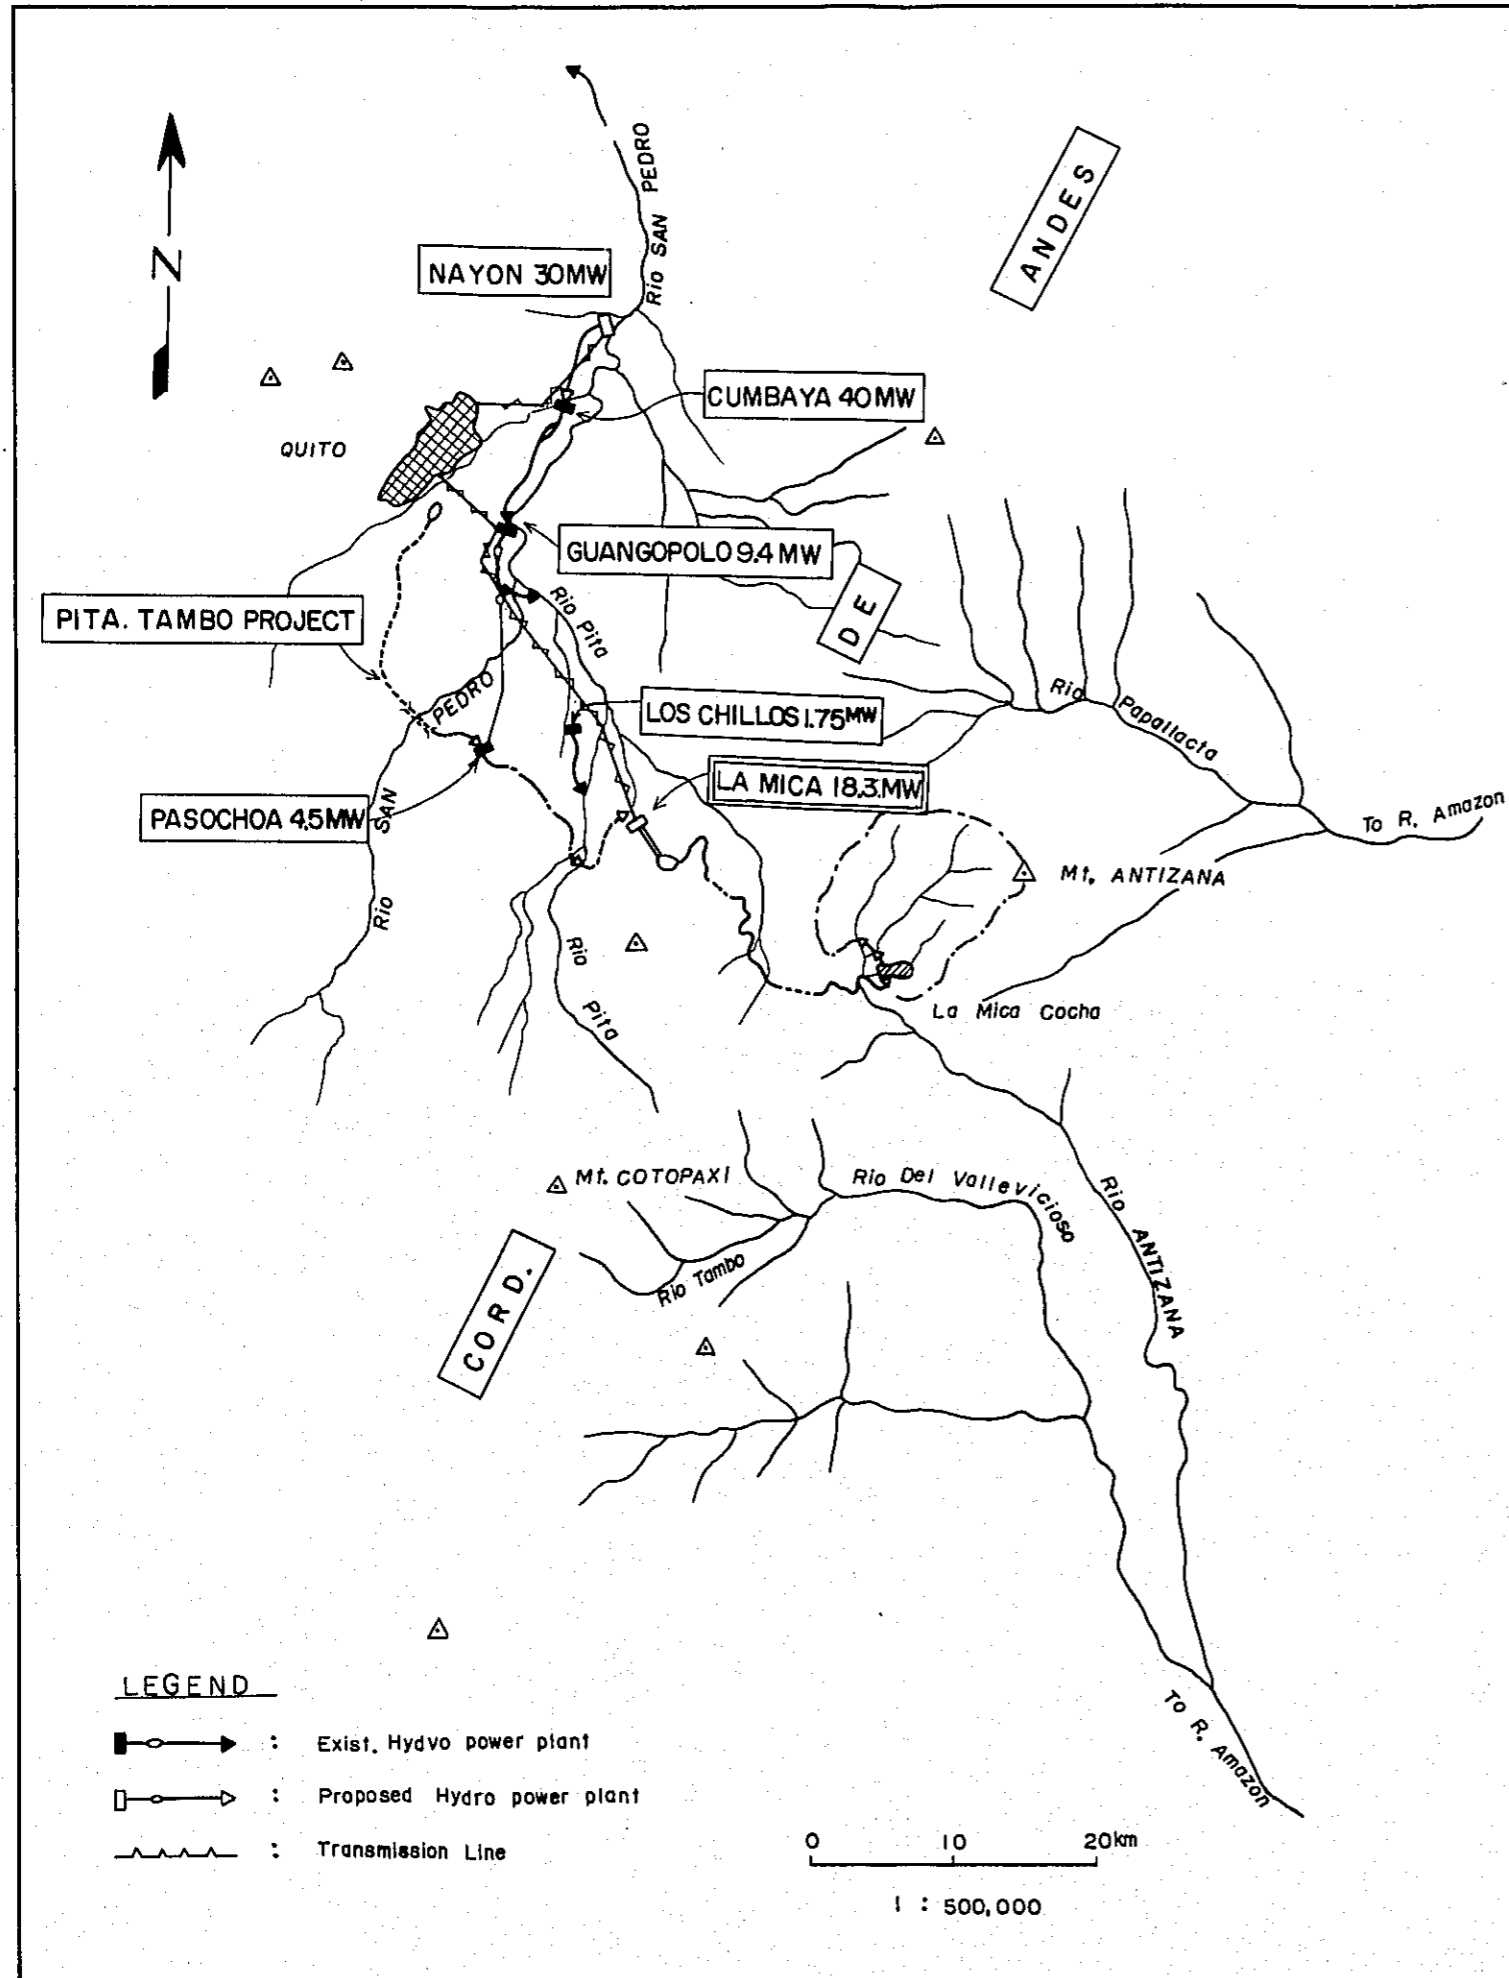 N
Rio SAN PEDRO
ANDES
NAYON 30MW
CUMBAYA 40MW
QUITO
GUANGOPOLO 9.4 MW
DE
Rio Pita
PITA. TAMBO PROJECT
Rio Papallacta
Rio SAN PEDRO
LOS CHILLOS 1.75MW
LA MICA 18.3.MW
PASOCHOA 4.5MW
To R. Amazon
Mt. ANTIZANA
Rio Pita
La Mica Cocha
Mt. COTOPAXI
Rio Del Vallevicioso
Rio ANTIZANA
Rio Tambo
CORD.
To R. Amazon
LEGEND
: Exist. Hydvo power plant
: Proposed Hydro power plant
: Transmission Line
0 10 20km
1 : 500,000